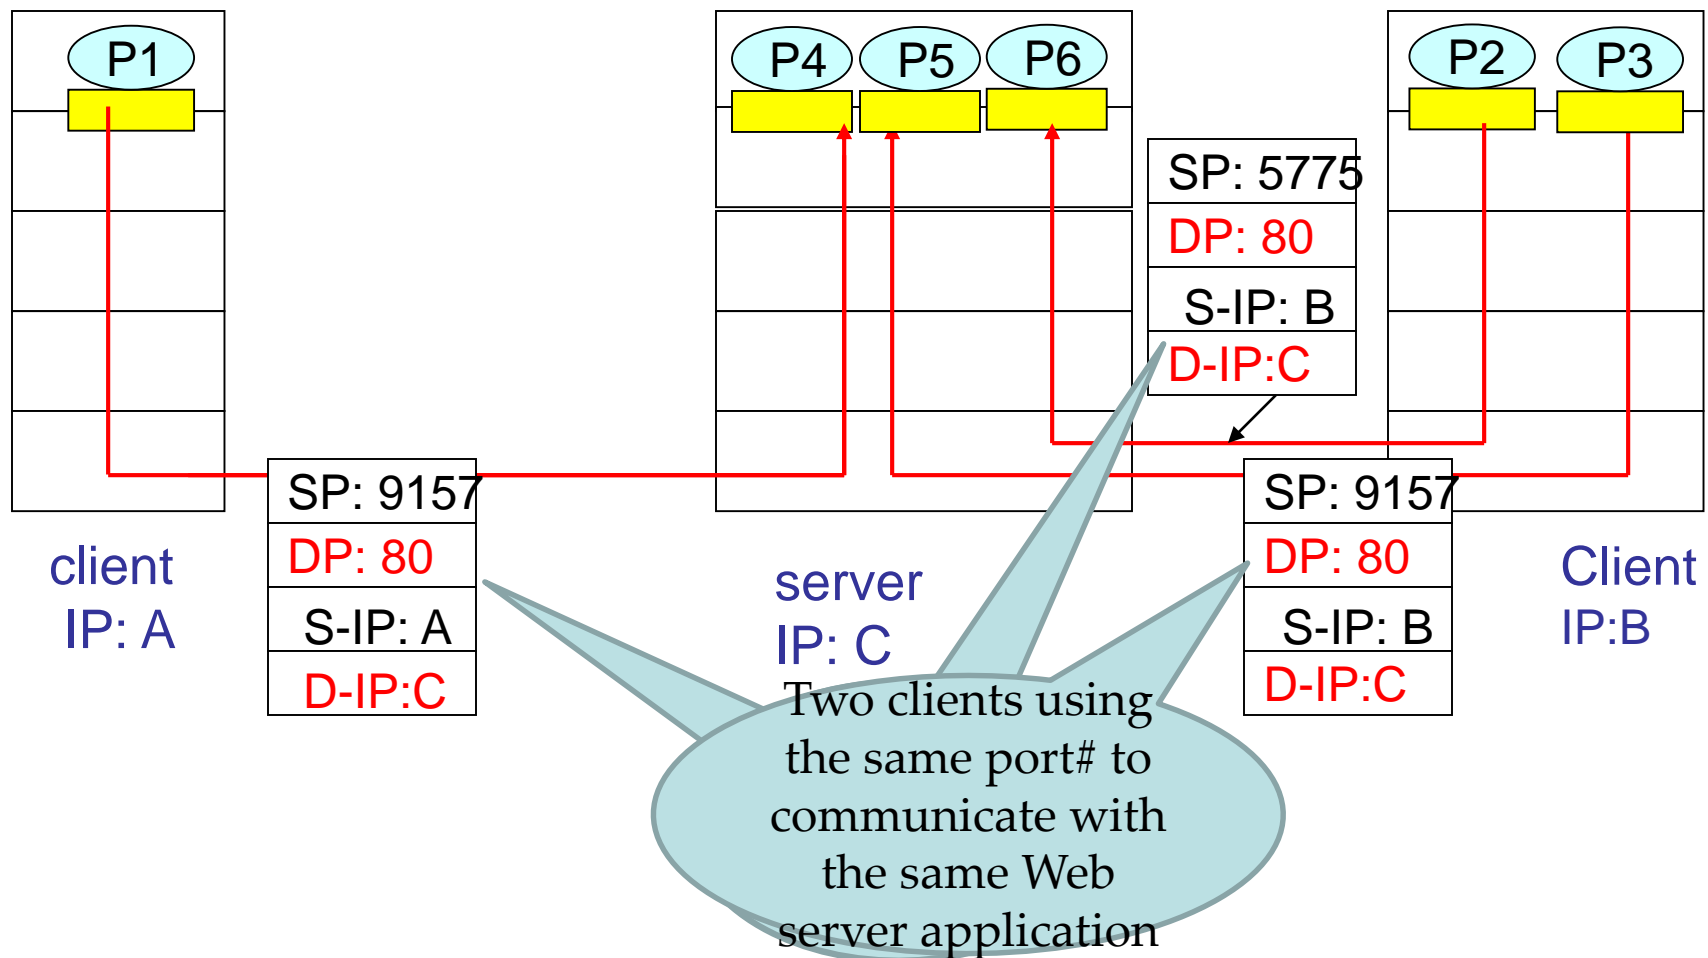 P1
P4
P5
P6
P2
P3
SP: 5775
DP: 80
S-IP: B
D-IP:C
SP: 9157
DP: 80
S-IP: A
D-IP:C
SP: 9157
DP: 80
S-IP: B
D-IP:C
client
IP: A
server
IP: C
Client
IP:B
Two clients using
the same port# to
communicate with
the same Web
server application